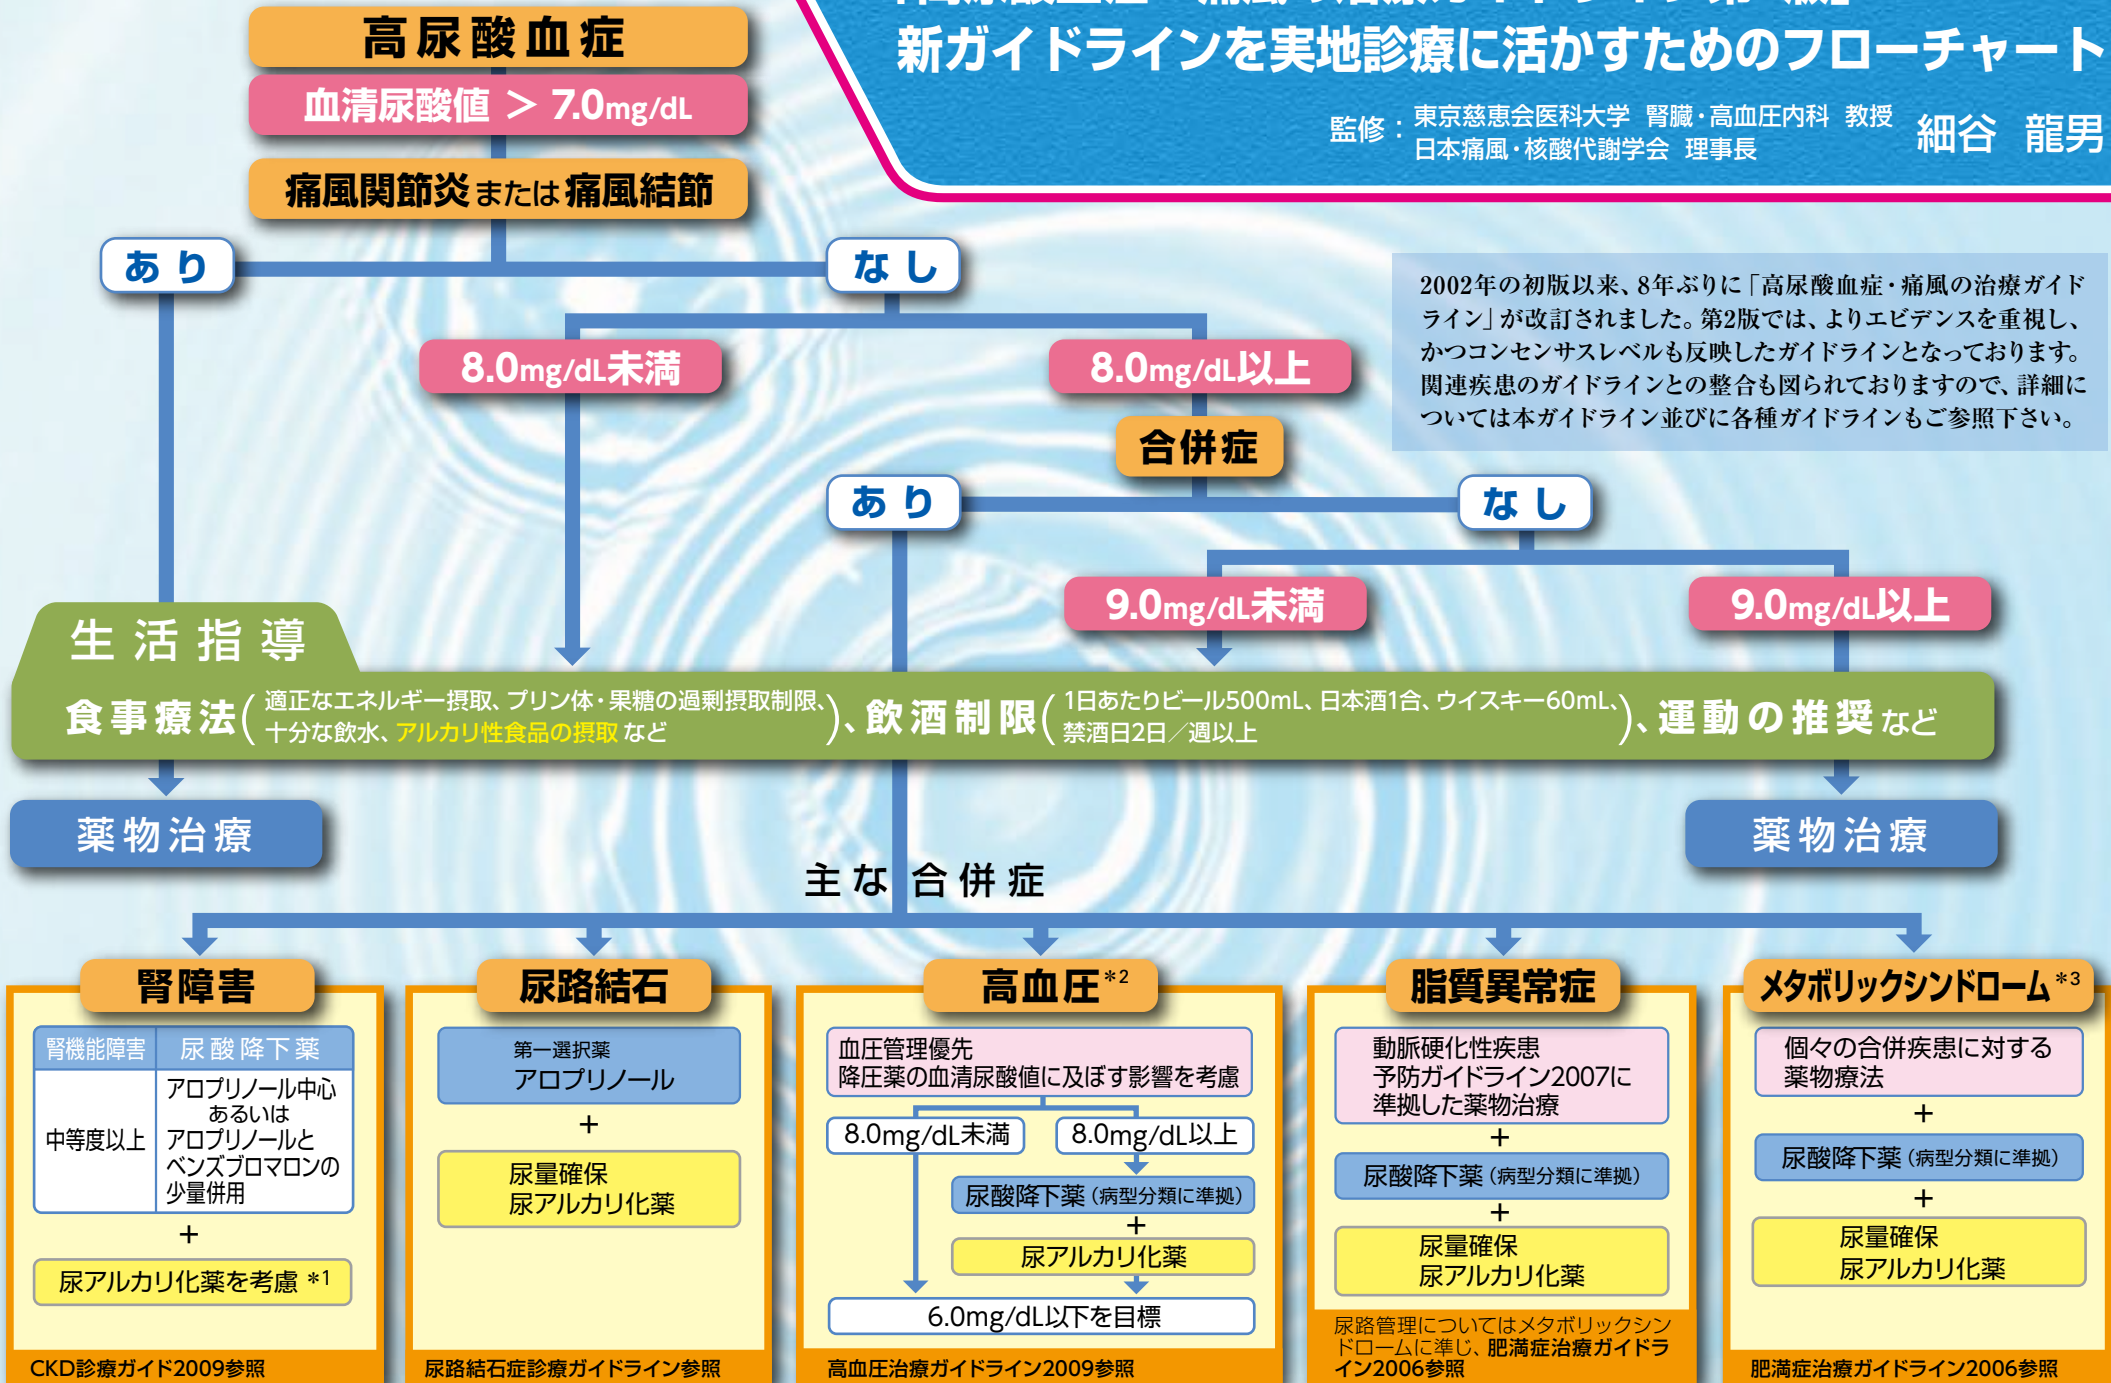 新ガイドラインを実地診療に活かすためのフローチャート
監修：東京慈恵会医科大学 腎臓・高血圧内科 教授
日本痛風・核酸代謝学会 理事長
細谷 龍男
高尿酸血症
血清尿酸値 ＞ 7.0mg/dL
痛風関節炎または痛風結節
あり
なし
2002年の初版以来、8年ぶりに「高尿酸血症・痛風の治療ガイド
ライン」が改訂されました。第2版では、よりエビデンスを重視し、
かつコンセンサスレベルも反映したガイドラインとなっております。
関連疾患のガイドラインとの整合も図られておりますので、詳細に
ついては本ガイドライン並びに各種ガイドラインもご参照下さい。
8.0mg/dL未満
8.0mg/dL以上
合併症
あり
なし
9.0mg/dL未満
9.0mg/dL以上
生活指導
食事療法（適正なエネルギー摂取、プリン体・果糖の過剰摂取制限、
十分な飲水、アルカリ性食品の摂取 など）、飲酒制限（1日あたりビール500mL、日本酒1合、ウイスキー60mL、
禁酒日2日／週以上）、運動の推奨 など
薬物治療
薬物治療
主な合併症
腎障害
腎機能障害
尿酸降下薬
中等度以上
アロプリノール中心
あるいは
アロプリノールと
ベンズブロマロンの
少量併用
+
尿アルカリ化薬を考慮 *1
CKD診療ガイド2009参照
尿路結石
第一選択薬
アロプリノール
+
尿量確保
尿アルカリ化薬
尿路結石症診療ガイドライン参照
高血圧*2
血圧管理優先
降圧薬の血清尿酸値に及ぼす影響を考慮
8.0mg/dL未満
8.0mg/dL以上
尿酸降下薬（病型分類に準拠）
+
尿アルカリ化薬
6.0mg/dL以下を目標
高血圧治療ガイドライン2009参照
脂質異常症
動脈硬化性疾患
予防ガイドライン2007に
準拠した薬物治療
+
尿酸降下薬（病型分類に準拠）
+
尿量確保
尿アルカリ化薬
尿路管理についてはメタボリックシン
ドロームに準じ、肥満症治療ガイドラ
イン2006参照
メタボリックシンドローム*3
個々の合併疾患に対する
薬物療法
+
尿酸降下薬（病型分類に準拠）
+
尿量確保
尿アルカリ化薬
肥満症治療ガイドライン2006参照